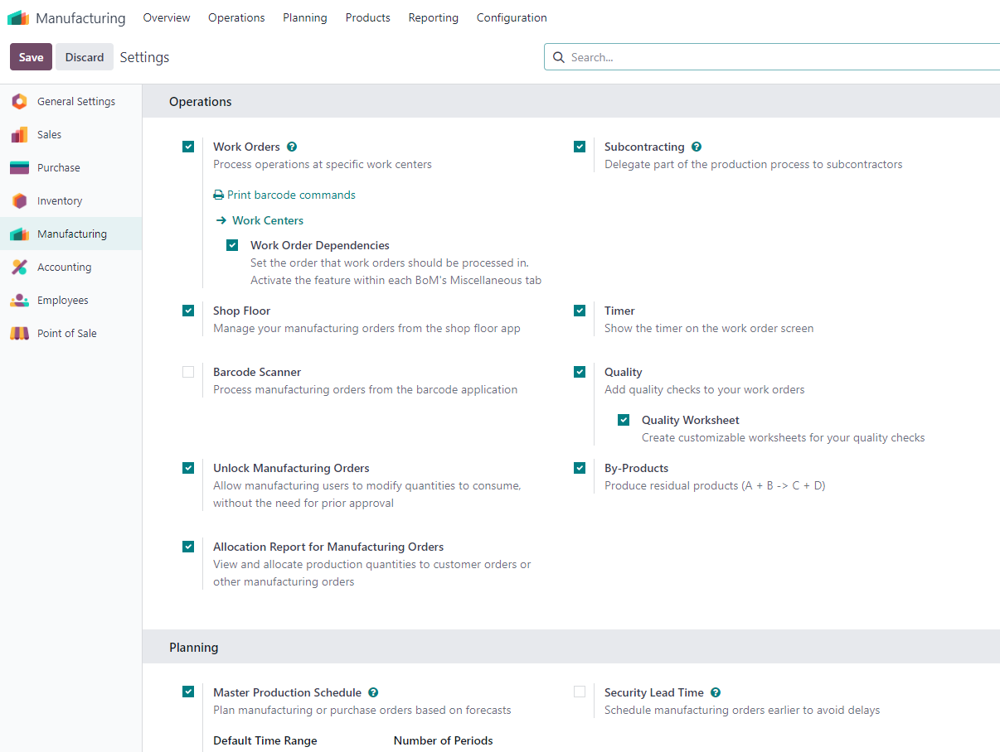 Manufacturing Overview Operations Planning Products Reporting Configuration
Save Discard Settings Search...
General Settings
Sales
Purchase
Inventory
Manufacturing
Accounting
Employees
Point of Sale
Operations
Work Orders
Process operations at specific work centers
Print barcode commands
Work Centers
Work Order Dependencies
Set the order that work orders should be processed in.
Activate the feature within each BoM's Miscellaneous tab
Subcontracting
Delegate part of the production process to subcontractors
Shop Floor
Manage your manufacturing orders from the shop floor app
Timer
Show the timer on the work order screen
Barcode Scanner
Process manufacturing orders from the barcode application
Quality
Add quality checks to your work orders
Quality Worksheet
Create customizable worksheets for your quality checks
Unlock Manufacturing Orders
Allow manufacturing users to modify quantities to consume,
without the need for prior approval
By-Products
Produce residual products (A + B -> C + D)
Allocation Report for Manufacturing Orders
View and allocate production quantities to customer orders or
other manufacturing orders
Planning
Master Production Schedule
Plan manufacturing or purchase orders based on forecasts
Default Time Range Number of Periods
Security Lead Time
Schedule manufacturing orders earlier to avoid delays